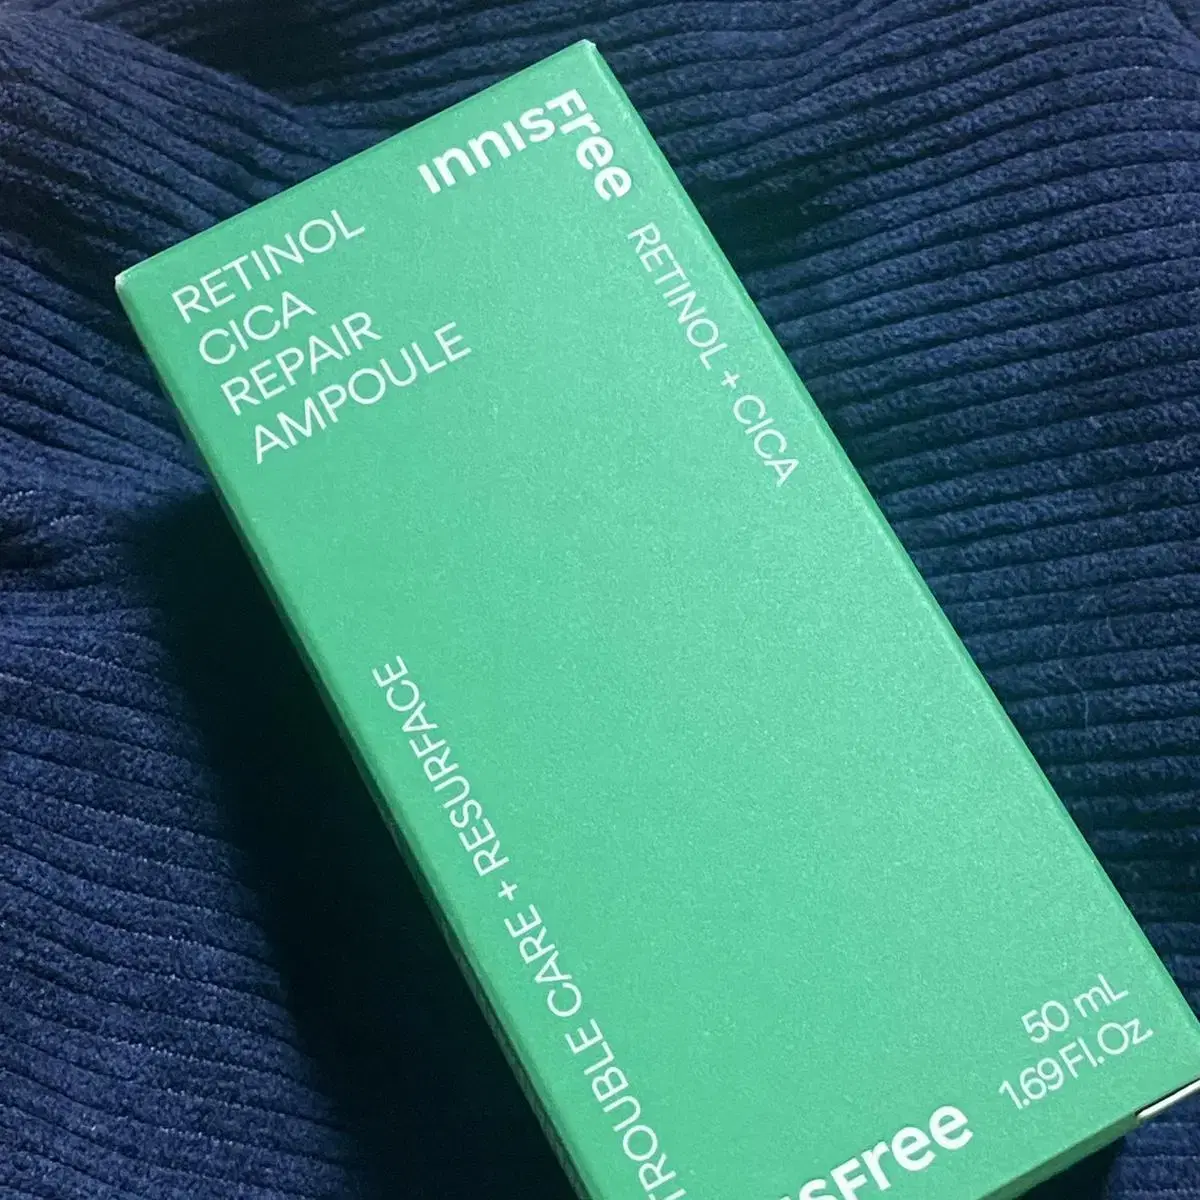 INNISFree
RETINOL
CICA
REPAIR
AMPOULE
RETINOL + CICA
TROUBLE CARE + RESURFACE
50 mL
1.69 Fl.Oz